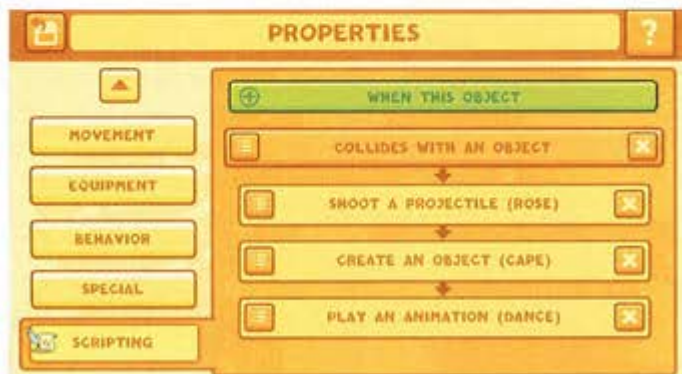 PROPERTIES
?
WHEN THIS OBJECT
MOVEMENT
COLLIDES WITH AN OBJECT
EQUIPMENT
SHOOT A PROJECTILE (ROSE)
BEHAVIOR
CREATE AN OBJECT (CAPE)
SPECIAL
PLAY AN ANIMATION (DANCE)
SCRIPTING